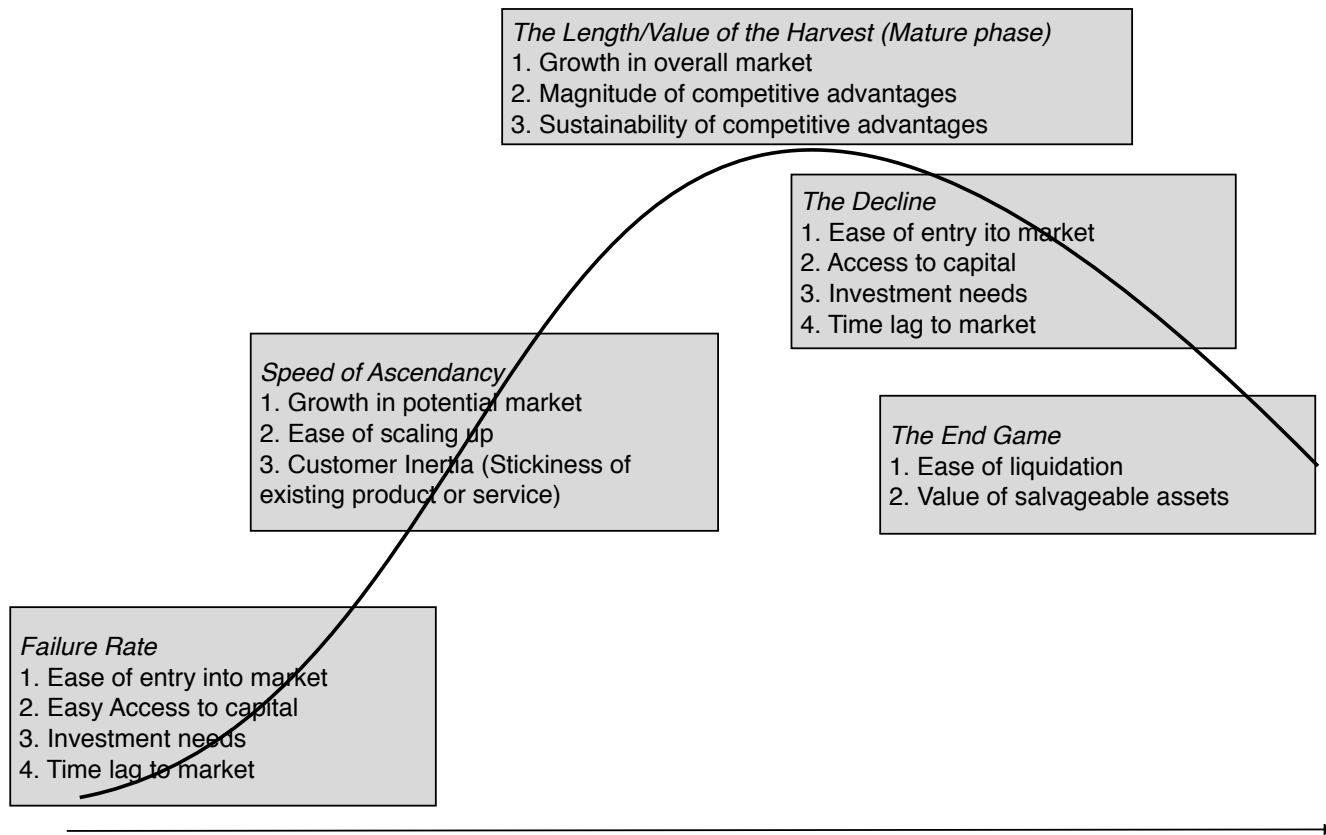 The Length/Value of the Harvest (Mature phase)
1. Growth in overall market
2. Magnitude of competitive advantages
3. Sustainability of competitive advantages
The Decline
1. Ease of entry ito market
2. Access to capital
3. Investment needs
4. Time lag to market
Speed of Ascendancy
1. Growth in potential market
2. Ease of scaling up
3. Customer Inertia (Stickiness of
existing product or service)
The End Game
1. Ease of liquidation
2. Value of salvageable assets
Failure Rate
1. Ease of entry into market
2. Easy Access to capital
3. Investment needs
4. Time lag to market